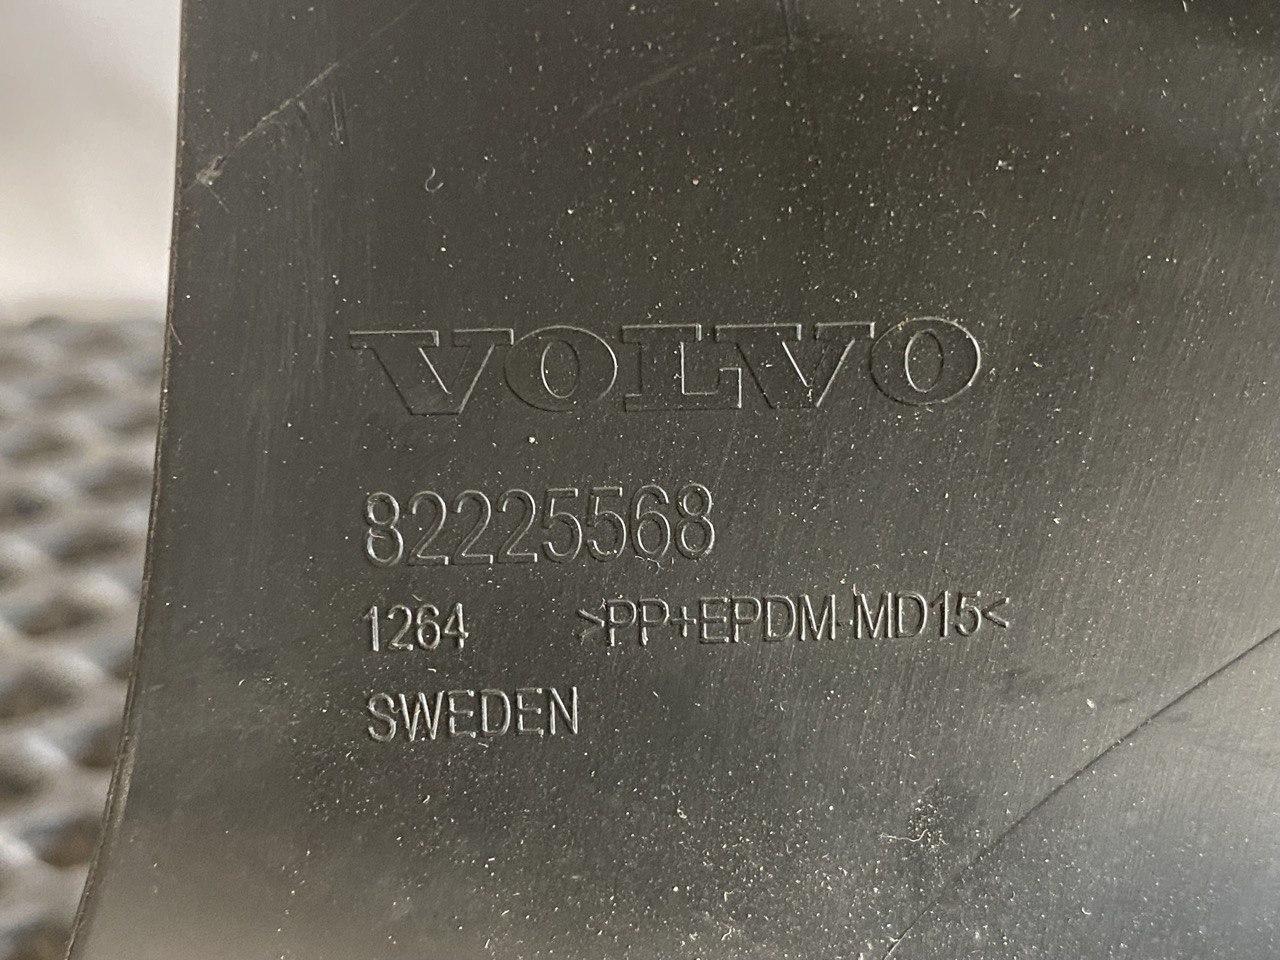 VOLVO
82225568
1264 >PP+EPDM-MD15<
SWEDEN